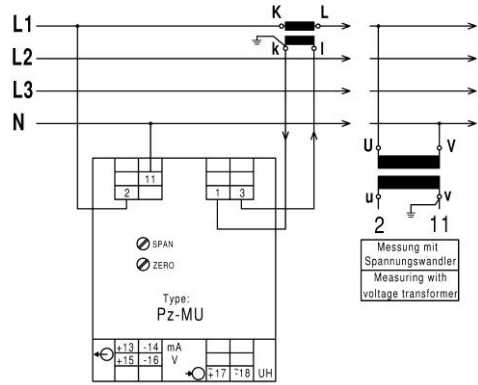 K L
L1
k l
L2
L3
N
U V
11
2 1 3
u v
2 11
SPAN
ZERO
Messung mit
Spannungswandler
Measuring with
voltage transformer
Type:
Pz-MU
+13 -14 mA
+15 -16 V
~+17 ~-18 UH